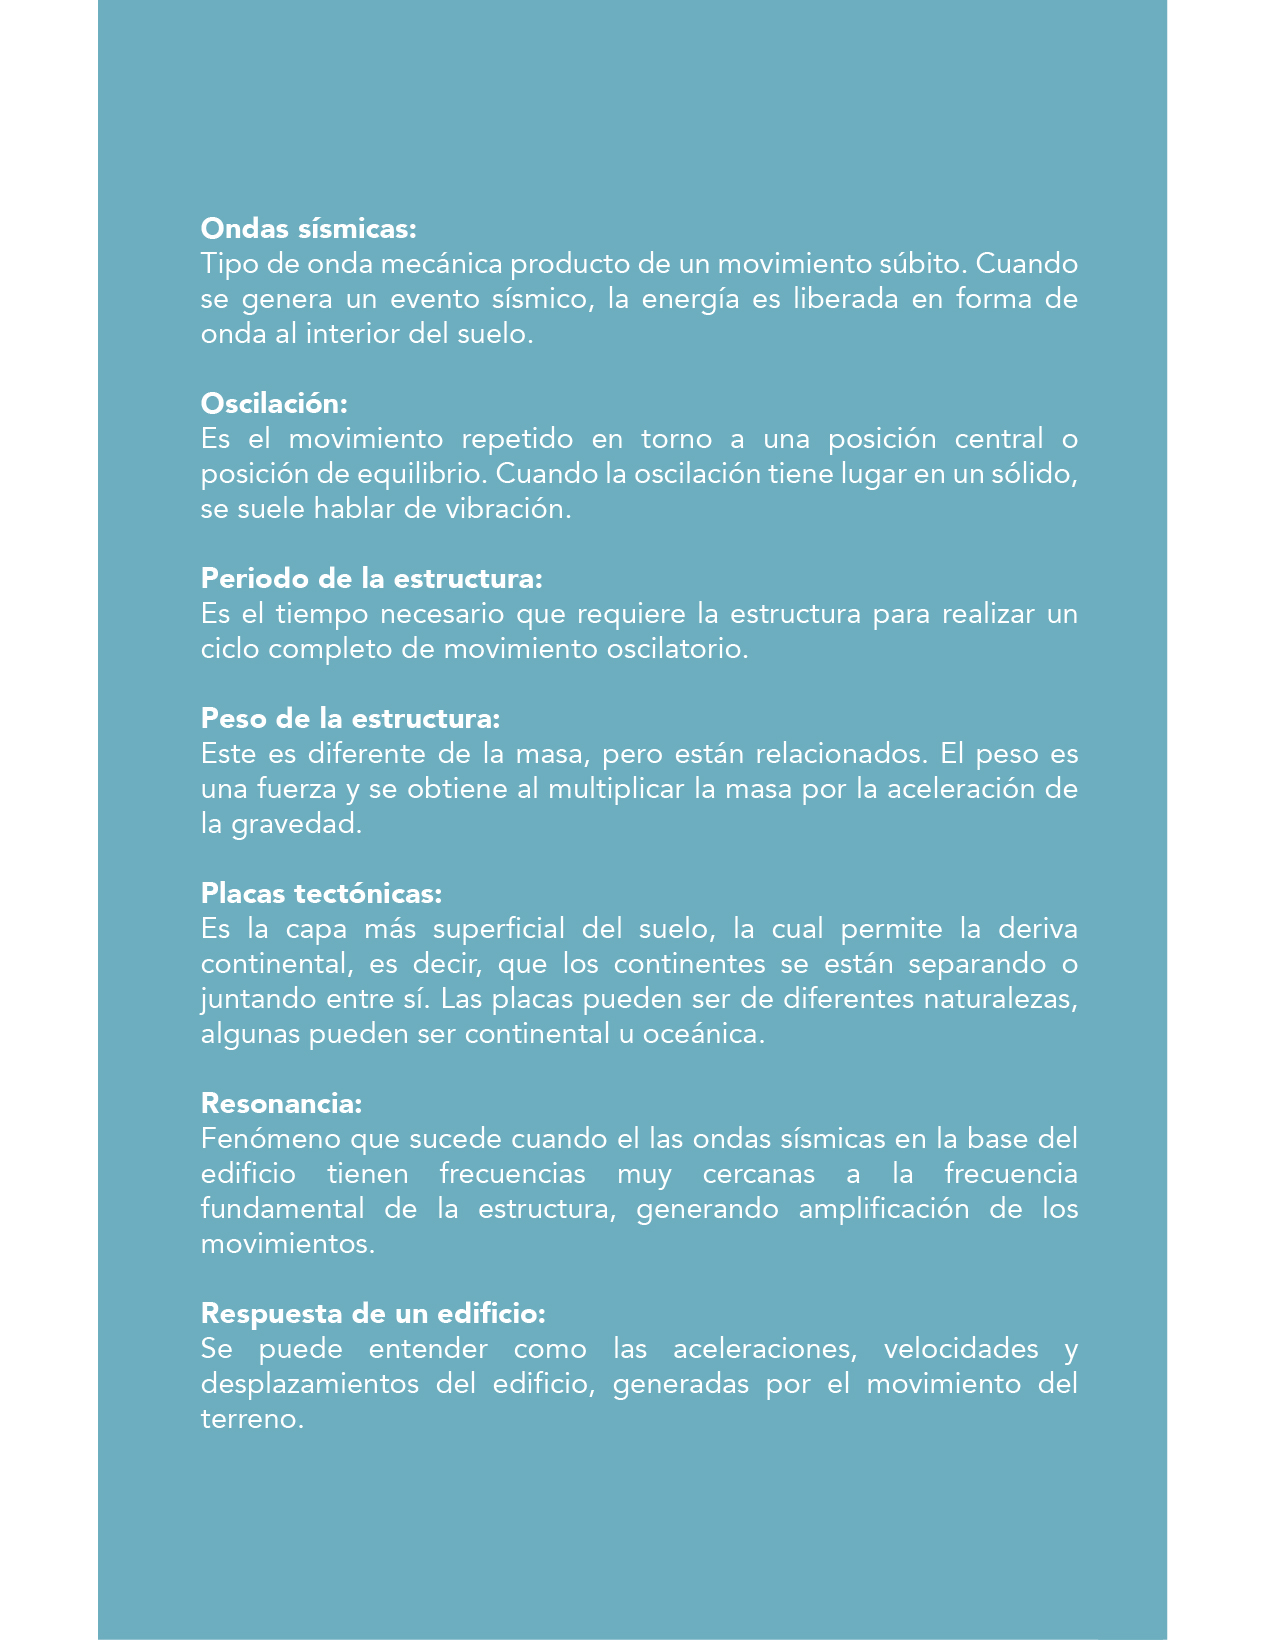 Ondas sísmicas:
Tipo de onda mecánica producto de un movimiento súbito. Cuando
se genera un evento sísmico, la energía es liberada en forma de
onda al interior del suelo.
Oscilación:
Es el movimiento repetido en torno a una posición central o
posición de equilibrio. Cuando la oscilación tiene lugar en un sólido,
se suele hablar de vibración.
Periodo de la estructura:
Es el tiempo necesario que requiere la estructura para realizar un
ciclo completo de movimiento oscilatorio.
Peso de la estructura:
Este es diferente de la masa, pero están relacionados. El peso es
una fuerza y se obtiene al multiplicar la masa por la aceleración de
la gravedad.
Placas tectónicas:
Es la capa más superficial del suelo, la cual permite la deriva
continental, es decir, que los continentes se están separando o
juntando entre sí. Las placas pueden ser de diferentes naturalezas,
algunas pueden ser continental u oceánica.
Resonancia:
Fenómeno que sucede cuando el las ondas sísmicas en la base del
edificio tienen frecuencias muy cercanas a la frecuencia
fundamental de la estructura, generando amplificación de los
movimientos.
Respuesta de un edificio:
Se puede entender como las aceleraciones, velocidades y
desplazamientos del edificio, generadas por el movimiento del
terreno.